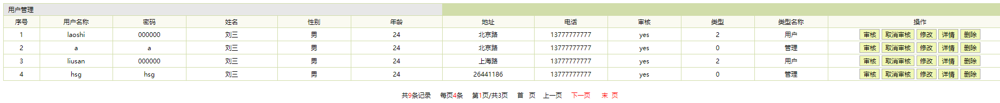 用户管理
序号 用户名称 密码 姓名 性别 年龄 地址 电话 审核 类型 类型名称 操作
1 laoshi 000000 刘三 男 24 北京路 13777777777 yes 2 用户 审核 取消审核 修改 详情 删除
2 a a 刘三 男 24 北京路 13777777777 yes 0 管理 审核 取消审核 修改 详情 删除
3 liusan 000000 刘三 男 24 上海路 13777777777 yes 2 用户 审核 取消审核 修改 详情 删除
4 hsg hsg 刘三 男 24 26441186 13777777777 yes 0 管理 审核 取消审核 修改 详情 删除
共9条记录 每页4条 第1页/共3页 首 页 上一页 下一页 末 页